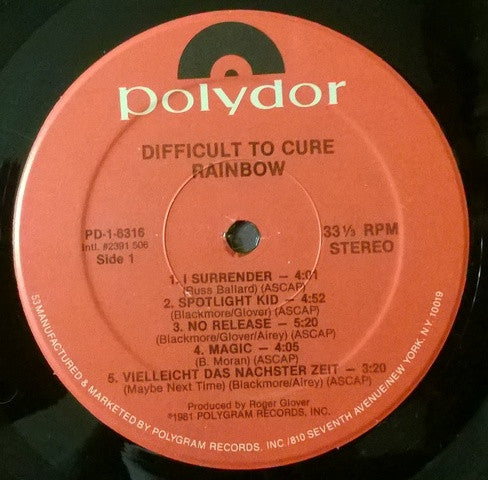 polydor
DIFFICULT TO CURE
RAINBOW
PD-1-6316
Intl. #2391 506
Side 1
33⅓ RPM
STEREO
1. I SURRENDER – 4:01
(Russ Ballard) (ASCAP)
2. SPOTLIGHT KID – 4:52
(Blackmore/Glover) (ASCAP)
3. NO RELEASE – 5:20
(Blackmore/Glover/Airey) (ASCAP)
4. MAGIC – 4:05
(B. Moran) (ASCAP)
5. VIELLEICHT DAS NACHSTER ZEIT – 3:20
(Maybe Next Time) (Blackmore/Airey) (ASCAP)
Produced by Roger Glover
℗1981 POLYGRAM RECORDS, INC.
53 MANUFACTURED & MARKETED BY POLYGRAM RECORDS, INC./810 SEVENTH AVENUE/NEW YORK, N.Y. 10019